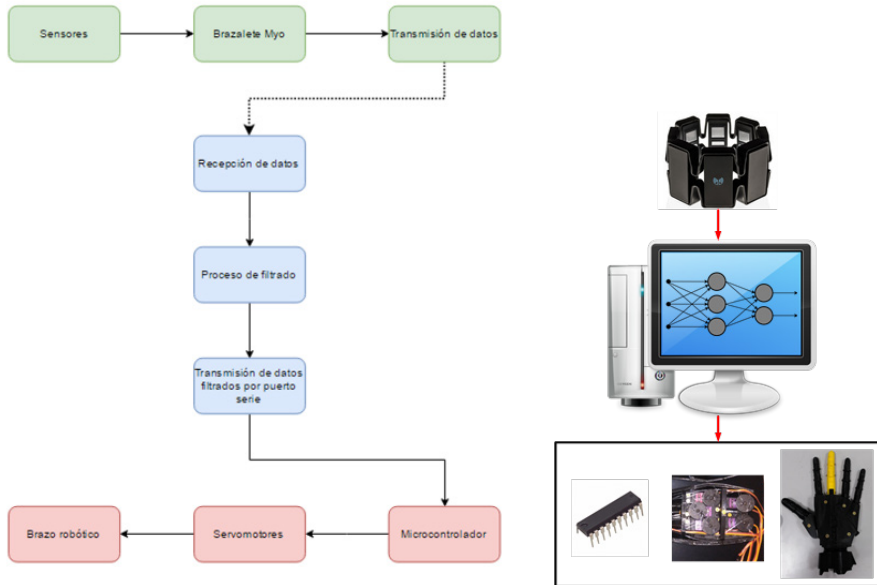 Sensores
Brazalete Myo
Transmisión de datos
Recepción de datos
Proceso de filtrado
Transmisión de datos
filtrados por puerto
serie
Brazo robótico
Servomotores
Microcontrolador